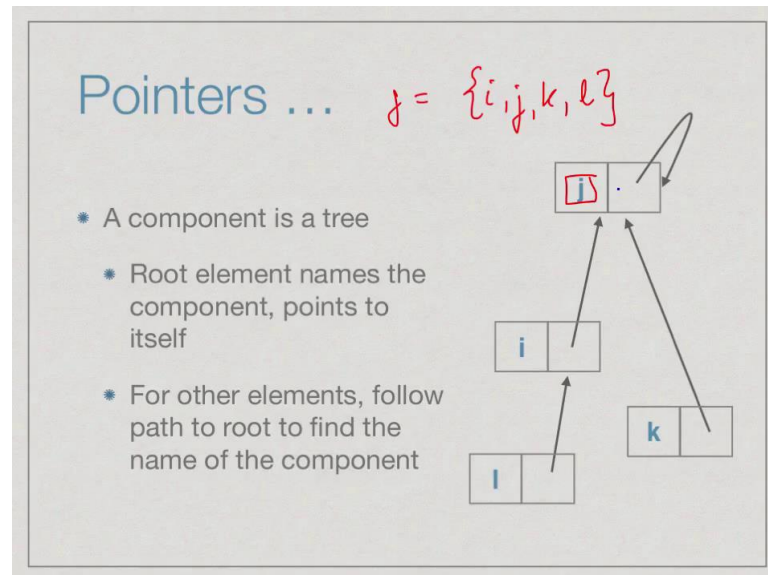 Pointers ... j = {i, j, k, l}
j
A component is a tree
Root element names the
component, points to
itself
i
For other elements, follow
path to root to find the
name of the component
k
l